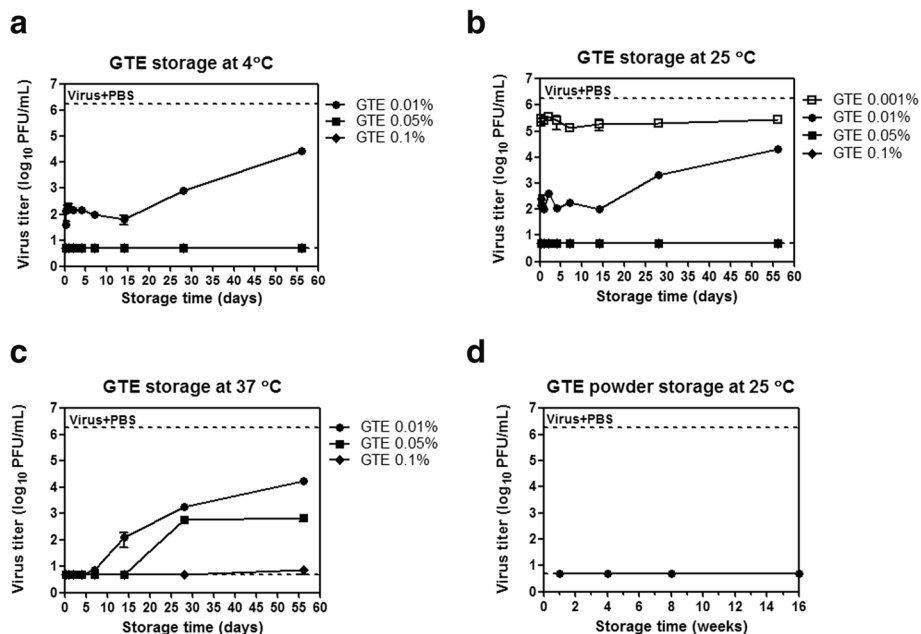 a
GTE storage at 4°C
Virus titer (log10 PFU/mL)
7
6
5
4
3
2
1
0
Virus+PBS
0 5 10 15 20 25 30 35 40 45 50 55 60
Storage time (days)
GTE 0.01%
GTE 0.05%
GTE 0.1%
b
GTE storage at 25 °C
Virus titer (log10 PFU/mL)
7
6
5
4
3
2
1
0
Virus+PBS
0 5 10 15 20 25 30 35 40 45 50 55 60
Storage time (days)
GTE 0.001%
GTE 0.01%
GTE 0.05%
GTE 0.1%
c
GTE storage at 37 °C
Virus titer (log10 PFU/mL)
7
6
5
4
3
2
1
0
Virus+PBS
0 5 10 15 20 25 30 35 40 45 50 55 60
Storage time (days)
GTE 0.01%
GTE 0.05%
GTE 0.1%
d
GTE powder storage at 25 °C
Virus titer (log10 PFU/mL)
7
6
5
4
3
2
1
0
Virus+PBS
0 2 4 6 8 10 12 14 16
Storage time (weeks)